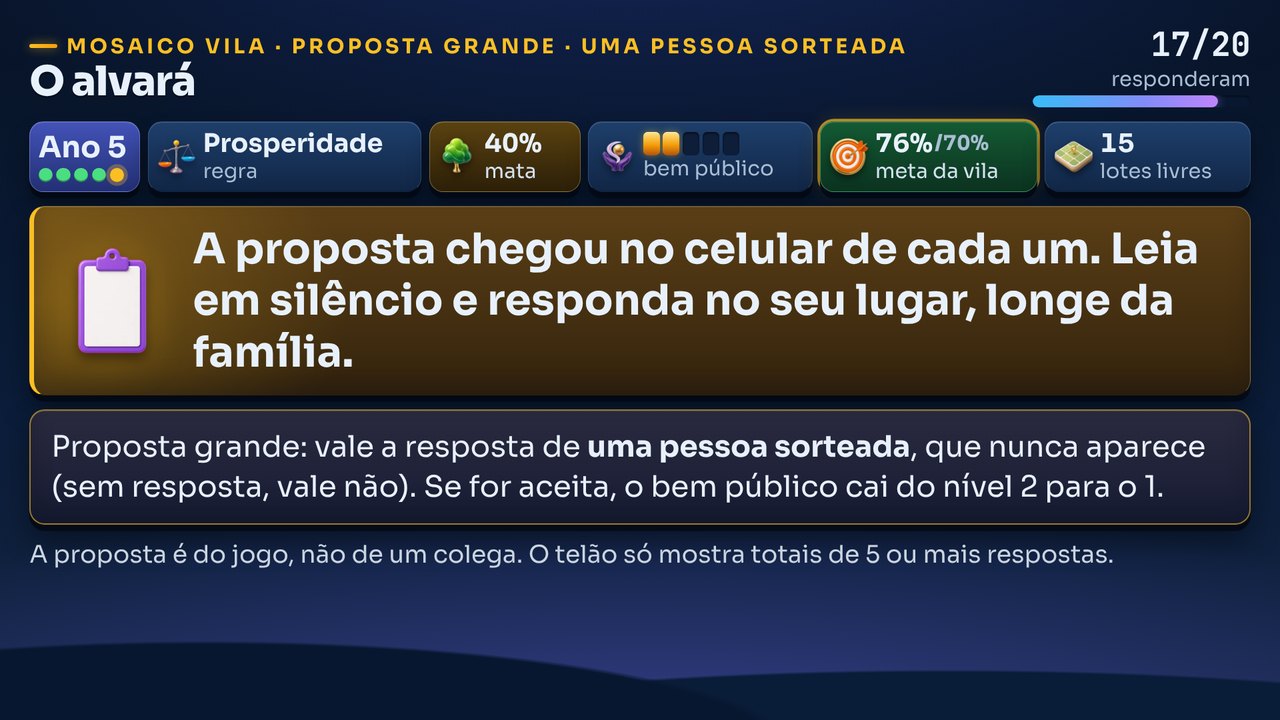 MOSAICO VILA · PROPOSTA GRANDE · UMA PESSOA SORTEADA
O alvará
17/20
responderam
Ano 5
Prosperidade
regra
40%
mata
bem público
76%/70%
meta da vila
15
lotes livres
A proposta chegou no celular de cada um. Leia
em silêncio e responda no seu lugar, longe da
família.
Proposta grande: vale a resposta de uma pessoa sorteada, que nunca aparece
(sem resposta, vale não). Se for aceita, o bem público cai do nível 2 para o 1.
A proposta é do jogo, não de um colega. O telão só mostra totais de 5 ou mais respostas.